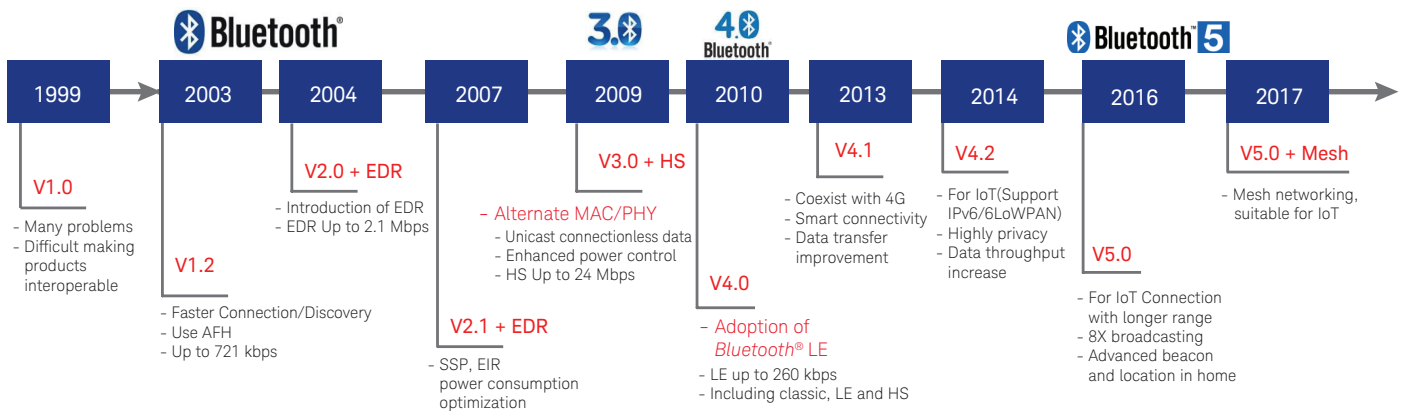 Bluetooth®
3.0
4.0
Bluetooth®
Bluetooth™ 5
1999
2003
2004
2007
2009
2010
2013
2014
2016
2017
V1.0
- Many problems
- Difficult making
products
interoperable
V1.2
- Faster Connection/Discovery
- Use AFH
- Up to 721 kbps
V2.0 + EDR
- Introduction of EDR
- EDR Up to 2.1 Mbps
V2.1 + EDR
- SSP, EIR
power consumption
optimization
V3.0 + HS
- Alternate MAC/PHY
- Unicast connectionless data
- Enhanced power control
- HS Up to 24 Mbps
V4.0
- Adoption of
Bluetooth® LE
- LE up to 260 kbps
- Including classic, LE and HS
V4.1
- Coexist with 4G
- Smart connectivity
- Data transfer
improvement
V4.2
- For IoT(Support
IPv6/6LoWPAN)
- Highly privacy
- Data throughput
increase
V5.0
- For IoT Connection
with longer range
- 8X broadcasting
- Advanced beacon
and location in home
V5.0 + Mesh
- Mesh networking,
suitable for IoT